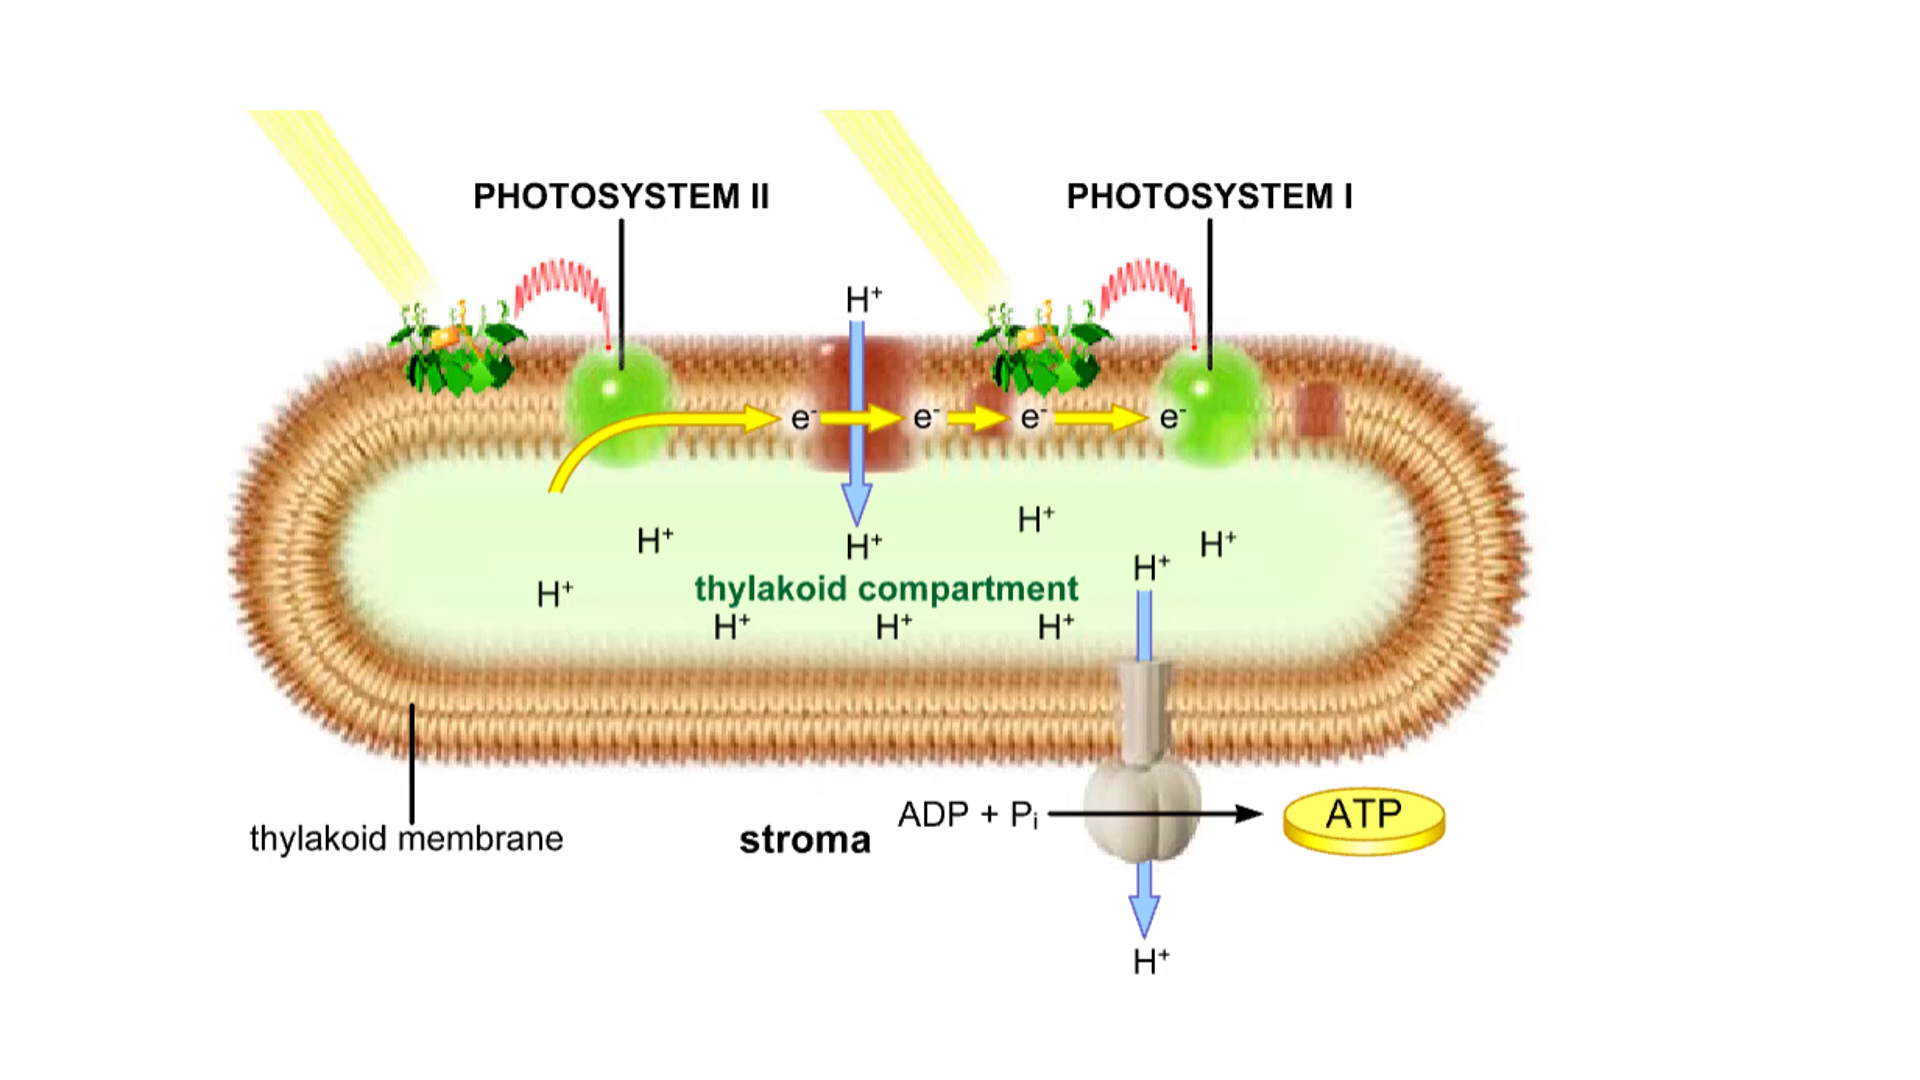 PHOTOSYSTEM II
PHOTOSYSTEM I
H⁺
e⁻
e⁻
e⁻
e⁻
H⁺
H⁺
H⁺
H⁺
H⁺
H⁺
thylakoid compartment
H⁺
H⁺
H⁺
ADP + Pᵢ
ATP
thylakoid membrane
stroma
H⁺